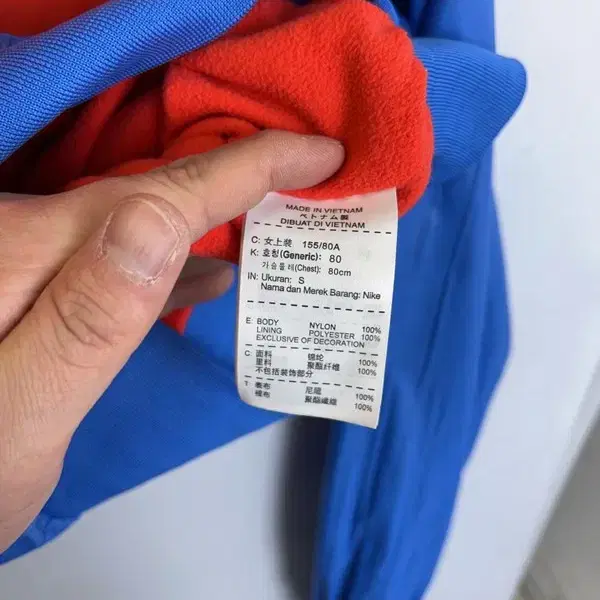 MADE IN VIETNAM
ベトナム製
DIBUAT DI VIETNAM
C: 女上装 155/80A
K: 호칭(Generic): 80
가슴둘레(Chest): 80cm
IN: Ukuran: S
Nama dan Merek Barang: Nike
E BODY NYLON 100%
LINING POLYESTER 100%
EXCLUSIVE OF DECORATION
C 面料 锦纶 100%
里料 聚酯纤维 100%
不包括装饰部分
T 表布 尼龍 100%
裡布 聚酯纖維 100%